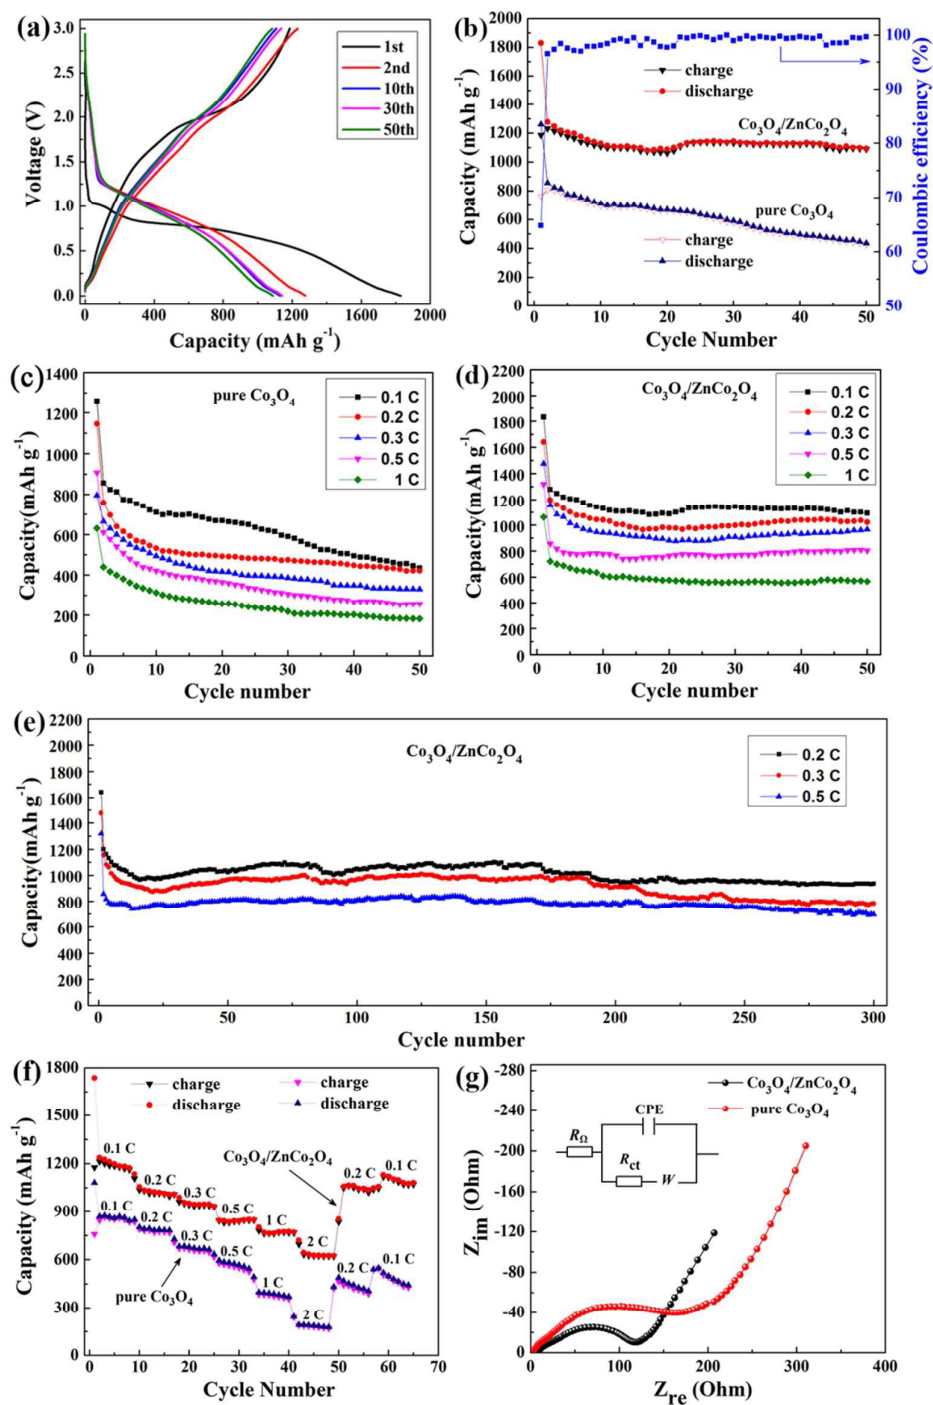 (a)
3.0
2.5
2.0
1.5
1.0
0.5
0.0
Voltage (V)
1st
2nd
10th
30th
50th
0 400 800 1200 1600 2000
Capacity (mAh g⁻¹)
(b)
2000
1800
1600
1400
1200
1000
800
600
400
200
0
Capacity (mAh g⁻¹)
charge
discharge
Co₃O₄/ZnCo₂O₄
pure Co₃O₄
charge
discharge
100
90
80
70
60
50
Coulombic efficiency (%)
0 10 20 30 40 50
Cycle Number
(c)
1400
1200
1000
800
600
400
200
0
Capacity(mAh g⁻¹)
pure Co₃O₄
0.1 C
0.2 C
0.3 C
0.5 C
1 C
0 10 20 30 40 50
Cycle number
(d)
2200
2000
1800
1600
1400
1200
1000
800
600
400
200
0
Capacity(mAh g⁻¹)
Co₃O₄/ZnCo₂O₄
0.1 C
0.2 C
0.3 C
0.5 C
1 C
0 10 20 30 40 50
Cycle number
(e)
2200
2000
1800
1600
1400
1200
1000
800
600
400
200
0
Capacity(mAh g⁻¹)
Co₃O₄/ZnCo₂O₄
0.2 C
0.3 C
0.5 C
0 50 100 150 200 250 300
Cycle number
(f)
1800
1500
1200
900
600
300
0
Capacity (mAh g⁻¹)
charge
discharge
charge
discharge
0.1 C
0.2 C
0.3 C
0.5 C
1 C
2 C
0.2 C
0.1 C
Co₃O₄/ZnCo₂O₄
0.1 C
0.2 C
0.3 C
0.5 C
1 C
2 C
0.2 C
0.1 C
pure Co₃O₄
0 10 20 30 40 50 60 70
Cycle Number
(g)
-280
-240
-200
-160
-120
-80
-40
0
Zim (Ohm)
Co₃O₄/ZnCo₂O₄
pure Co₃O₄
CPE
RΩ
Rct
W
0 100 200 300 400
Zre (Ohm)